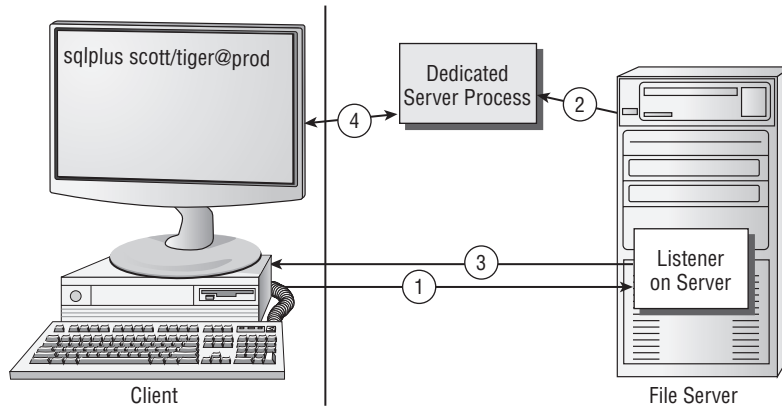 sqlplus scott/tiger@prod
Dedicated
Server Process
2
4
3
Listener
on Server
1
Client
File Server